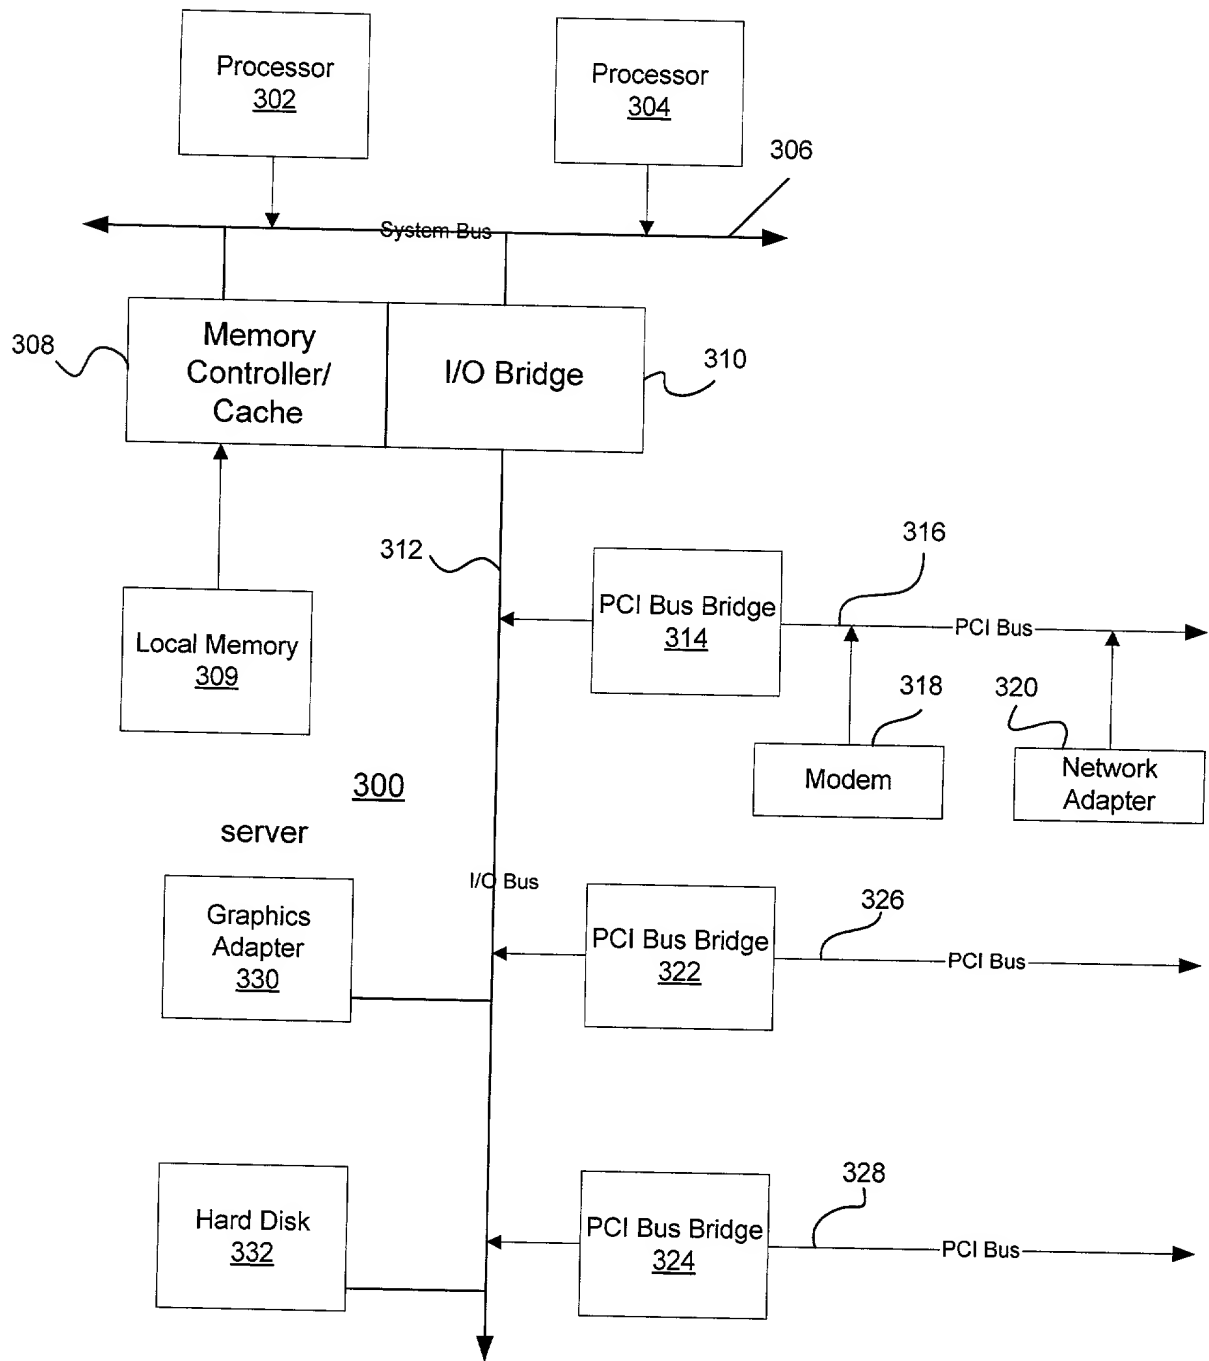 Processor
302
Processor
304
306
System Bus
308
Memory
Controller/
Cache
I/O Bridge
310
312
316
PCI Bus Bridge
314
PCI Bus
Local Memory
309
318
320
Modem
Network
Adapter
300
server
I/O Bus
Graphics
Adapter
330
PCI Bus Bridge
322
326
PCI Bus
Hard Disk
332
PCI Bus Bridge
324
328
PCI Bus